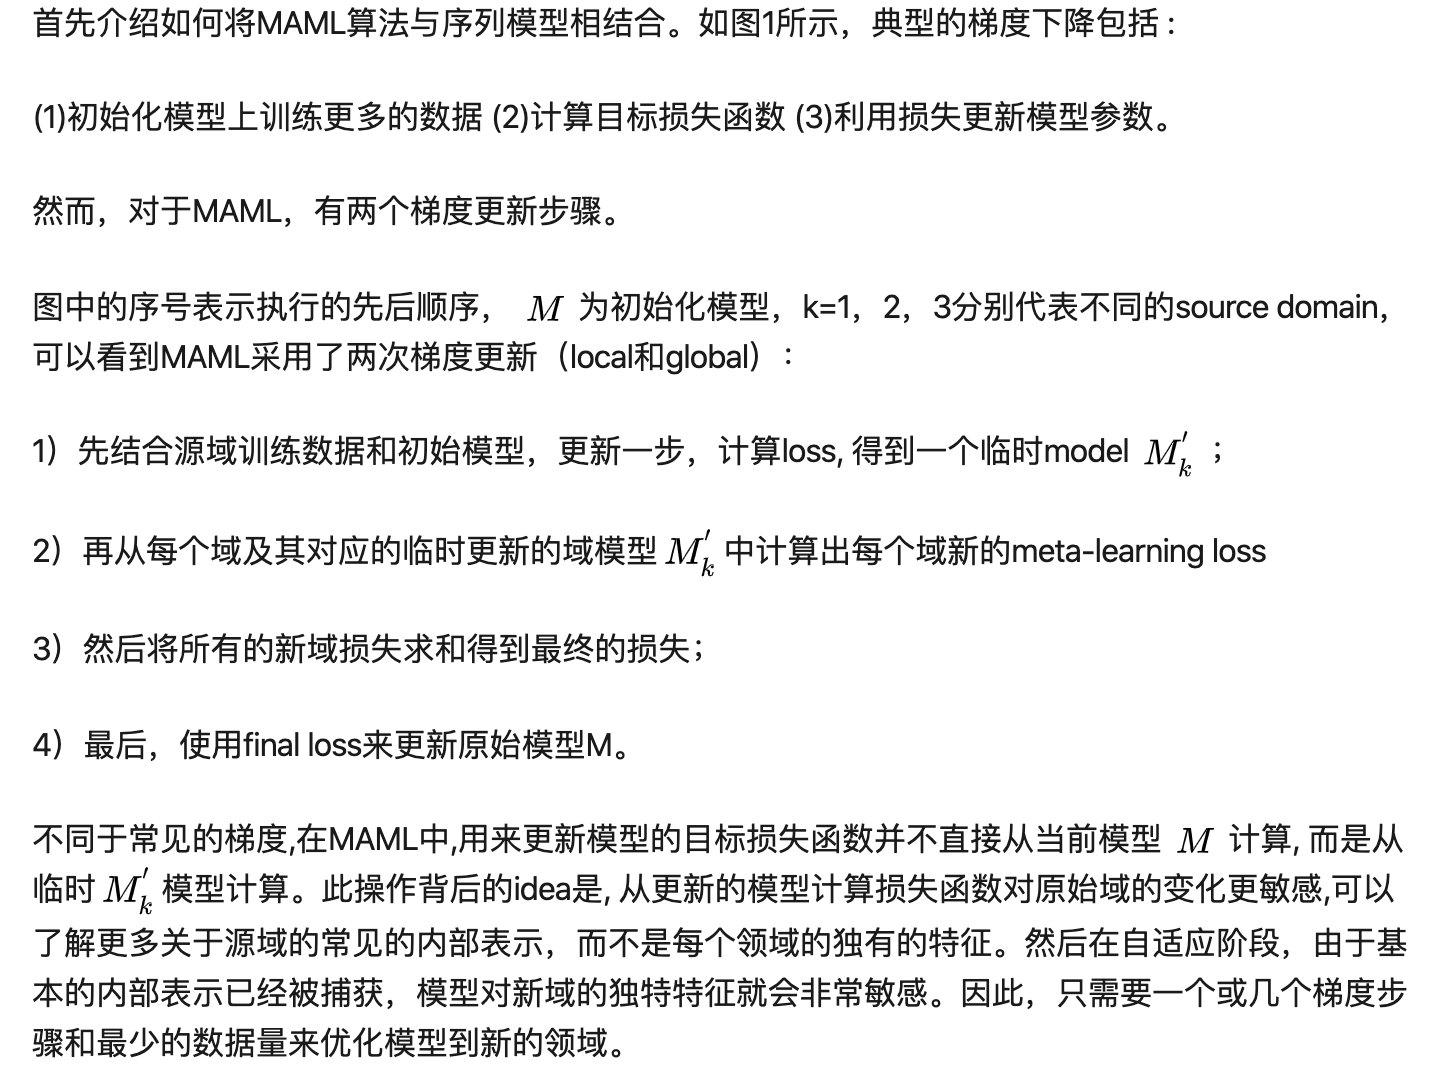 首先介绍如何将MAML算法与序列模型相结合。如图1所示，典型的梯度下降包括：
(1)初始化模型上训练更多的数据 (2)计算目标损失函数 (3)利用损失更新模型参数。
然而，对于MAML，有两个梯度更新步骤。
图中的序号表示执行的先后顺序， M 为初始化模型，k=1，2，3分别代表不同的source domain，
可以看到MAML采用了两次梯度更新（local和global）：
1）先结合源域训练数据和初始模型，更新一步，计算loss, 得到一个临时model M′k ；
2）再从每个域及其对应的临时更新的域模型 M′k 中计算出每个域新的meta-learning loss
3）然后将所有的新域损失求和得到最终的损失；
4）最后，使用final loss来更新原始模型M。
不同于常见的梯度,在MAML中,用来更新模型的目标损失函数并不直接从当前模型 M 计算, 而是从
临时 M′k 模型计算。此操作背后的idea是, 从更新的模型计算损失函数对原始域的变化更敏感,可以
了解更多关于源域的常见的内部表示，而不是每个领域的独有的特征。然后在自适应阶段，由于基
本的内部表示已经被捕获，模型对新域的独特特征就会非常敏感。因此，只需要一个或几个梯度步
骤和最少的数据量来优化模型到新的领域。